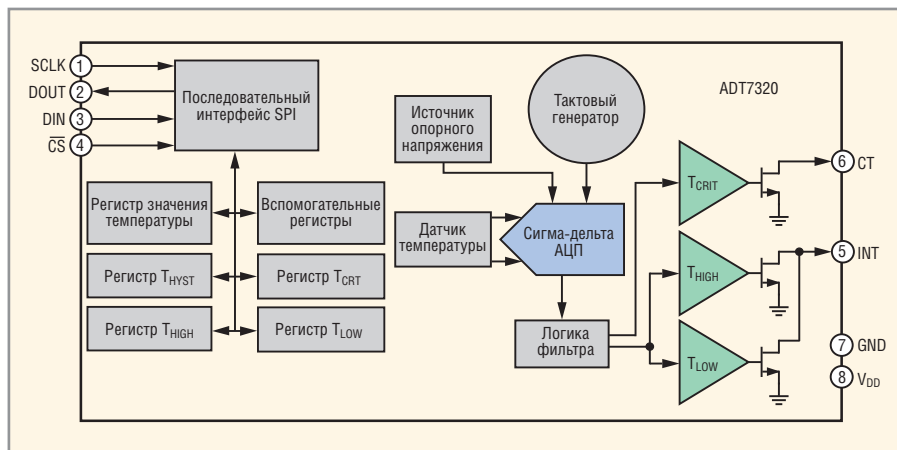 SCLK
1
DOUT
2
DIN
3
CS
4
Последовательный
интерфейс SPI
Регистр значения
температуры
Вспомогательные
регистры
Регистр THYST
Регистр TCRT
Регистр THIGH
Регистр TLOW
Источник
опорного
напряжения
Тактовый
генератор
Датчик
температуры
Сигма-дельта
АЦП
Логика
фильтра
ADT7320
TCRIT
THIGH
TLOW
6
CT
5
INT
7
GND
8
VDD